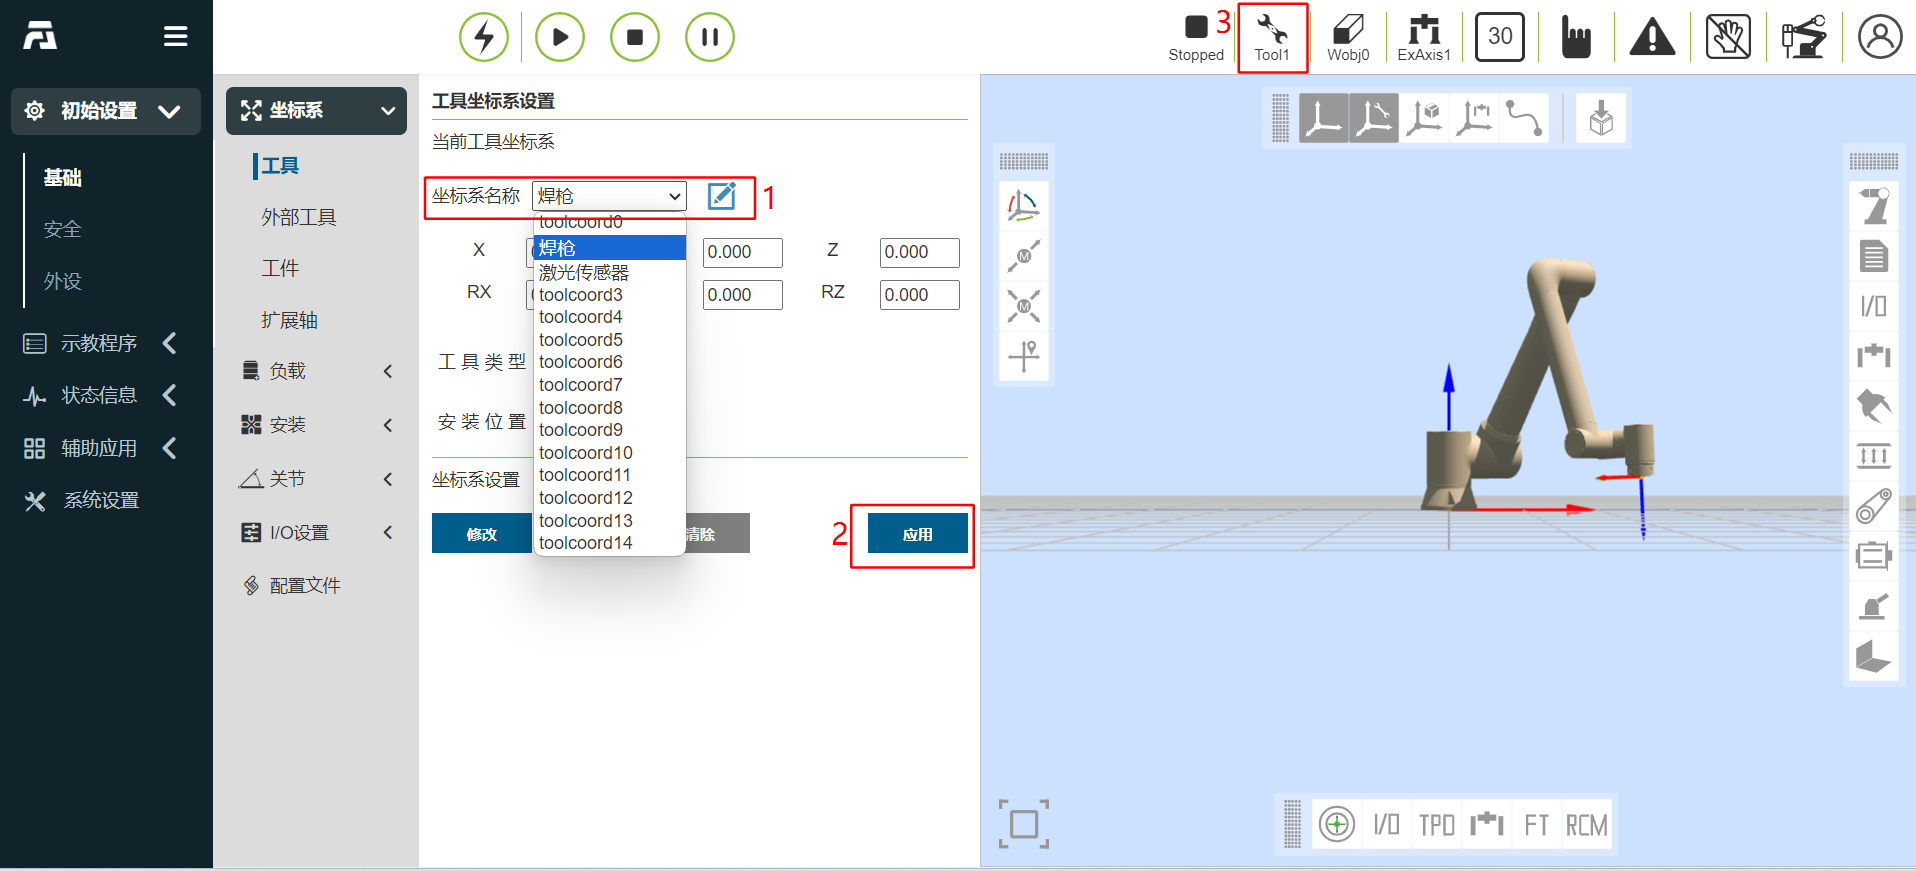 Stopped
3
Tool1
Wobj0
ExAxis1
30
初始设置
基础
安全
外设
示教程序
状态信息
辅助应用
系统设置
坐标系
工具
外部工具
工件
扩展轴
负载
安装
关节
I/O设置
配置文件
工具坐标系设置
当前工具坐标系
坐标系名称 焊枪 1
toolcoord0
焊枪
激光传感器
toolcoord3
toolcoord4
toolcoord5
toolcoord6
toolcoord7
toolcoord8
toolcoord9
toolcoord10
toolcoord11
toolcoord12
toolcoord13
toolcoord14
X 0.000 Z 0.000
RX 0.000 RZ 0.000
工具类型
安装位置
坐标系设置
修改 清除 2 应用
M
M
I/O
I/O TPD FT RCM